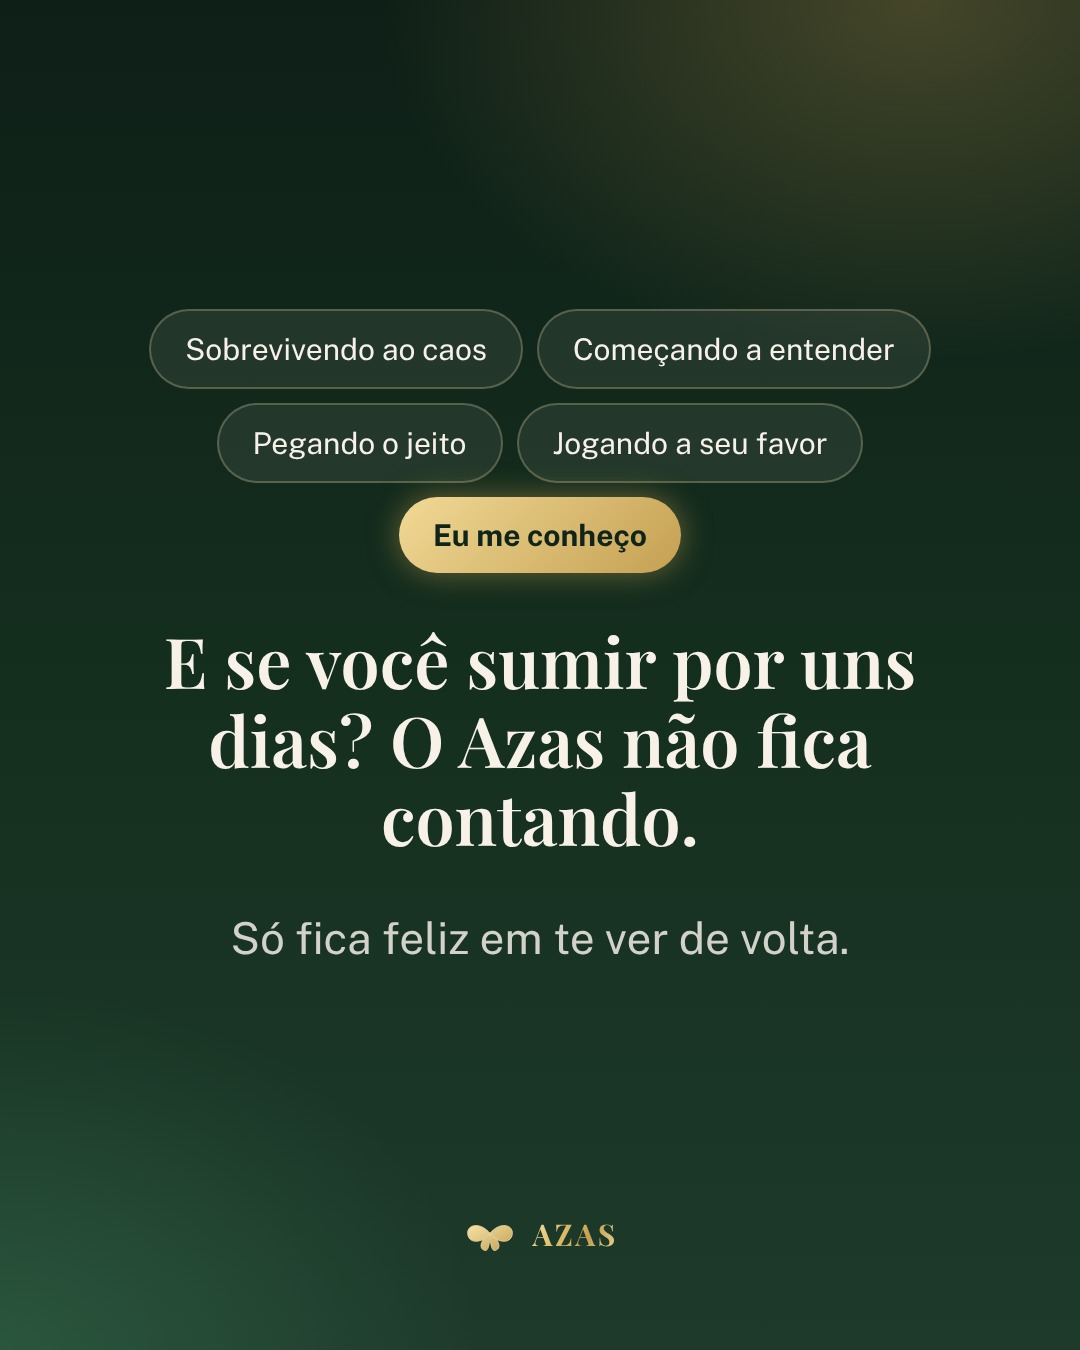 Sobrevivendo ao caos
Começando a entender
Pegando o jeito
Jogando a seu favor
Eu me conheço
E se você sumir por uns
dias? O Azas não fica
contando.
Só fica feliz em te ver de volta.
AZAS